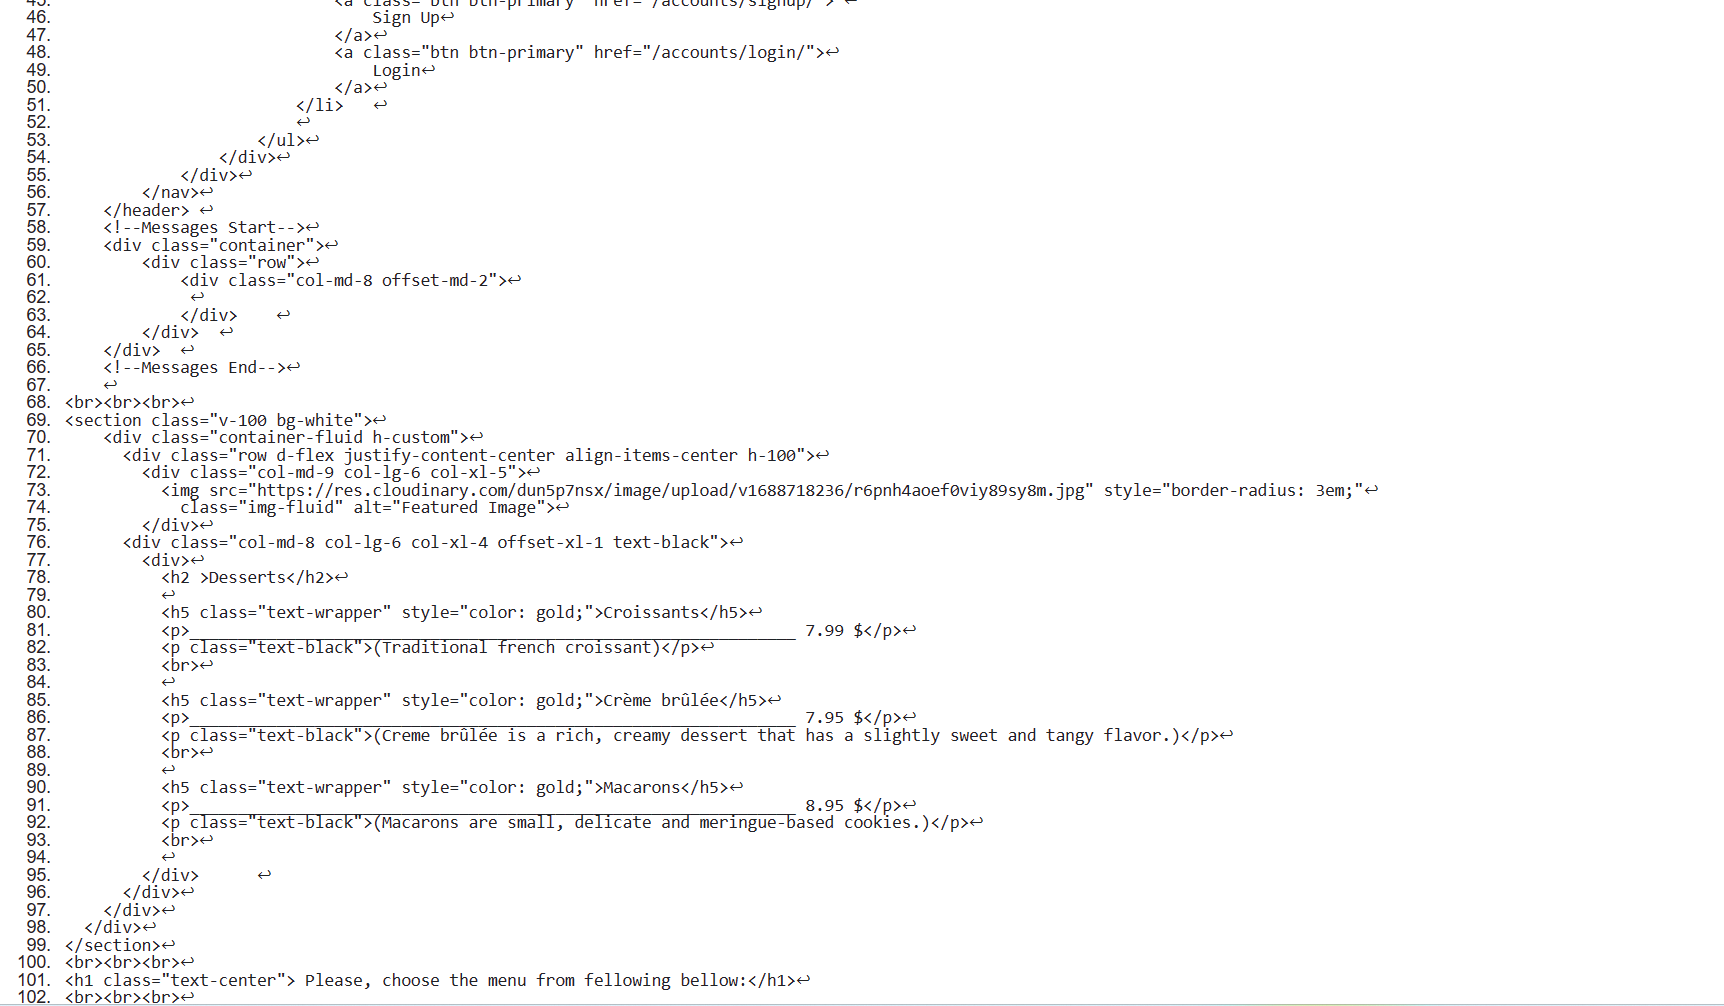 45. <a class="btn btn-primary" href="/accounts/signup/">↩
46. Sign Up↩
47. </a>↩
48. <a class="btn btn-primary" href="/accounts/login/">↩
49. Login↩
50. </a>↩
51. </li> ↩
52. ↩
53. </ul>↩
54. </div>↩
55. </div>↩
56. </nav>↩
57. </header> ↩
58. <!--Messages Start-->↩
59. <div class="container">↩
60. <div class="row">↩
61. <div class="col-md-8 offset-md-2">↩
62. ↩
63. </div> ↩
64. </div> ↩
65. </div> ↩
66. <!--Messages End-->↩
67. ↩
68. <br><br><br>↩
69. <section class="v-100 bg-white">↩
70. <div class="container-fluid h-custom">↩
71. <div class="row d-flex justify-content-center align-items-center h-100">↩
72. <div class="col-md-9 col-lg-6 col-xl-5">↩
73. <img src="https://res.cloudinary.com/dun5p7nsx/image/upload/v1688718236/r6pnh4aoef0viy89sy8m.jpg" style="border-radius: 3em;"↩
74. class="img-fluid" alt="Featured Image">↩
75. </div>↩
76. <div class="col-md-8 col-lg-6 col-xl-4 offset-xl-1 text-black">↩
77. <div>↩
78. <h2 >Desserts</h2>↩
79. ↩
80. <h5 class="text-wrapper" style="color: gold;">Croissants</h5>↩
81. <p>_______________________________________________________________ 7.99 $</p>↩
82. <p class="text-black">(Traditional french croissant)</p>↩
83. <br>↩
84. ↩
85. <h5 class="text-wrapper" style="color: gold;">Crème brûlée</h5>↩
86. <p>_______________________________________________________________ 7.95 $</p>↩
87. <p class="text-black">(Creme brûlée is a rich, creamy dessert that has a slightly sweet and tangy flavor.)</p>↩
88. <br>↩
89. ↩
90. <h5 class="text-wrapper" style="color: gold;">Macarons</h5>↩
91. <p>_______________________________________________________________ 8.95 $</p>↩
92. <p class="text-black">(Macarons are small, delicate and meringue-based cookies.)</p>↩
93. <br>↩
94. ↩
95. </div> ↩
96. </div>↩
97. </div>↩
98. </div>↩
99. </section>↩
100. <br><br><br>↩
101. <h1 class="text-center"> Please, choose the menu from fellowing bellow:</h1>↩
102. <br><br><br>↩